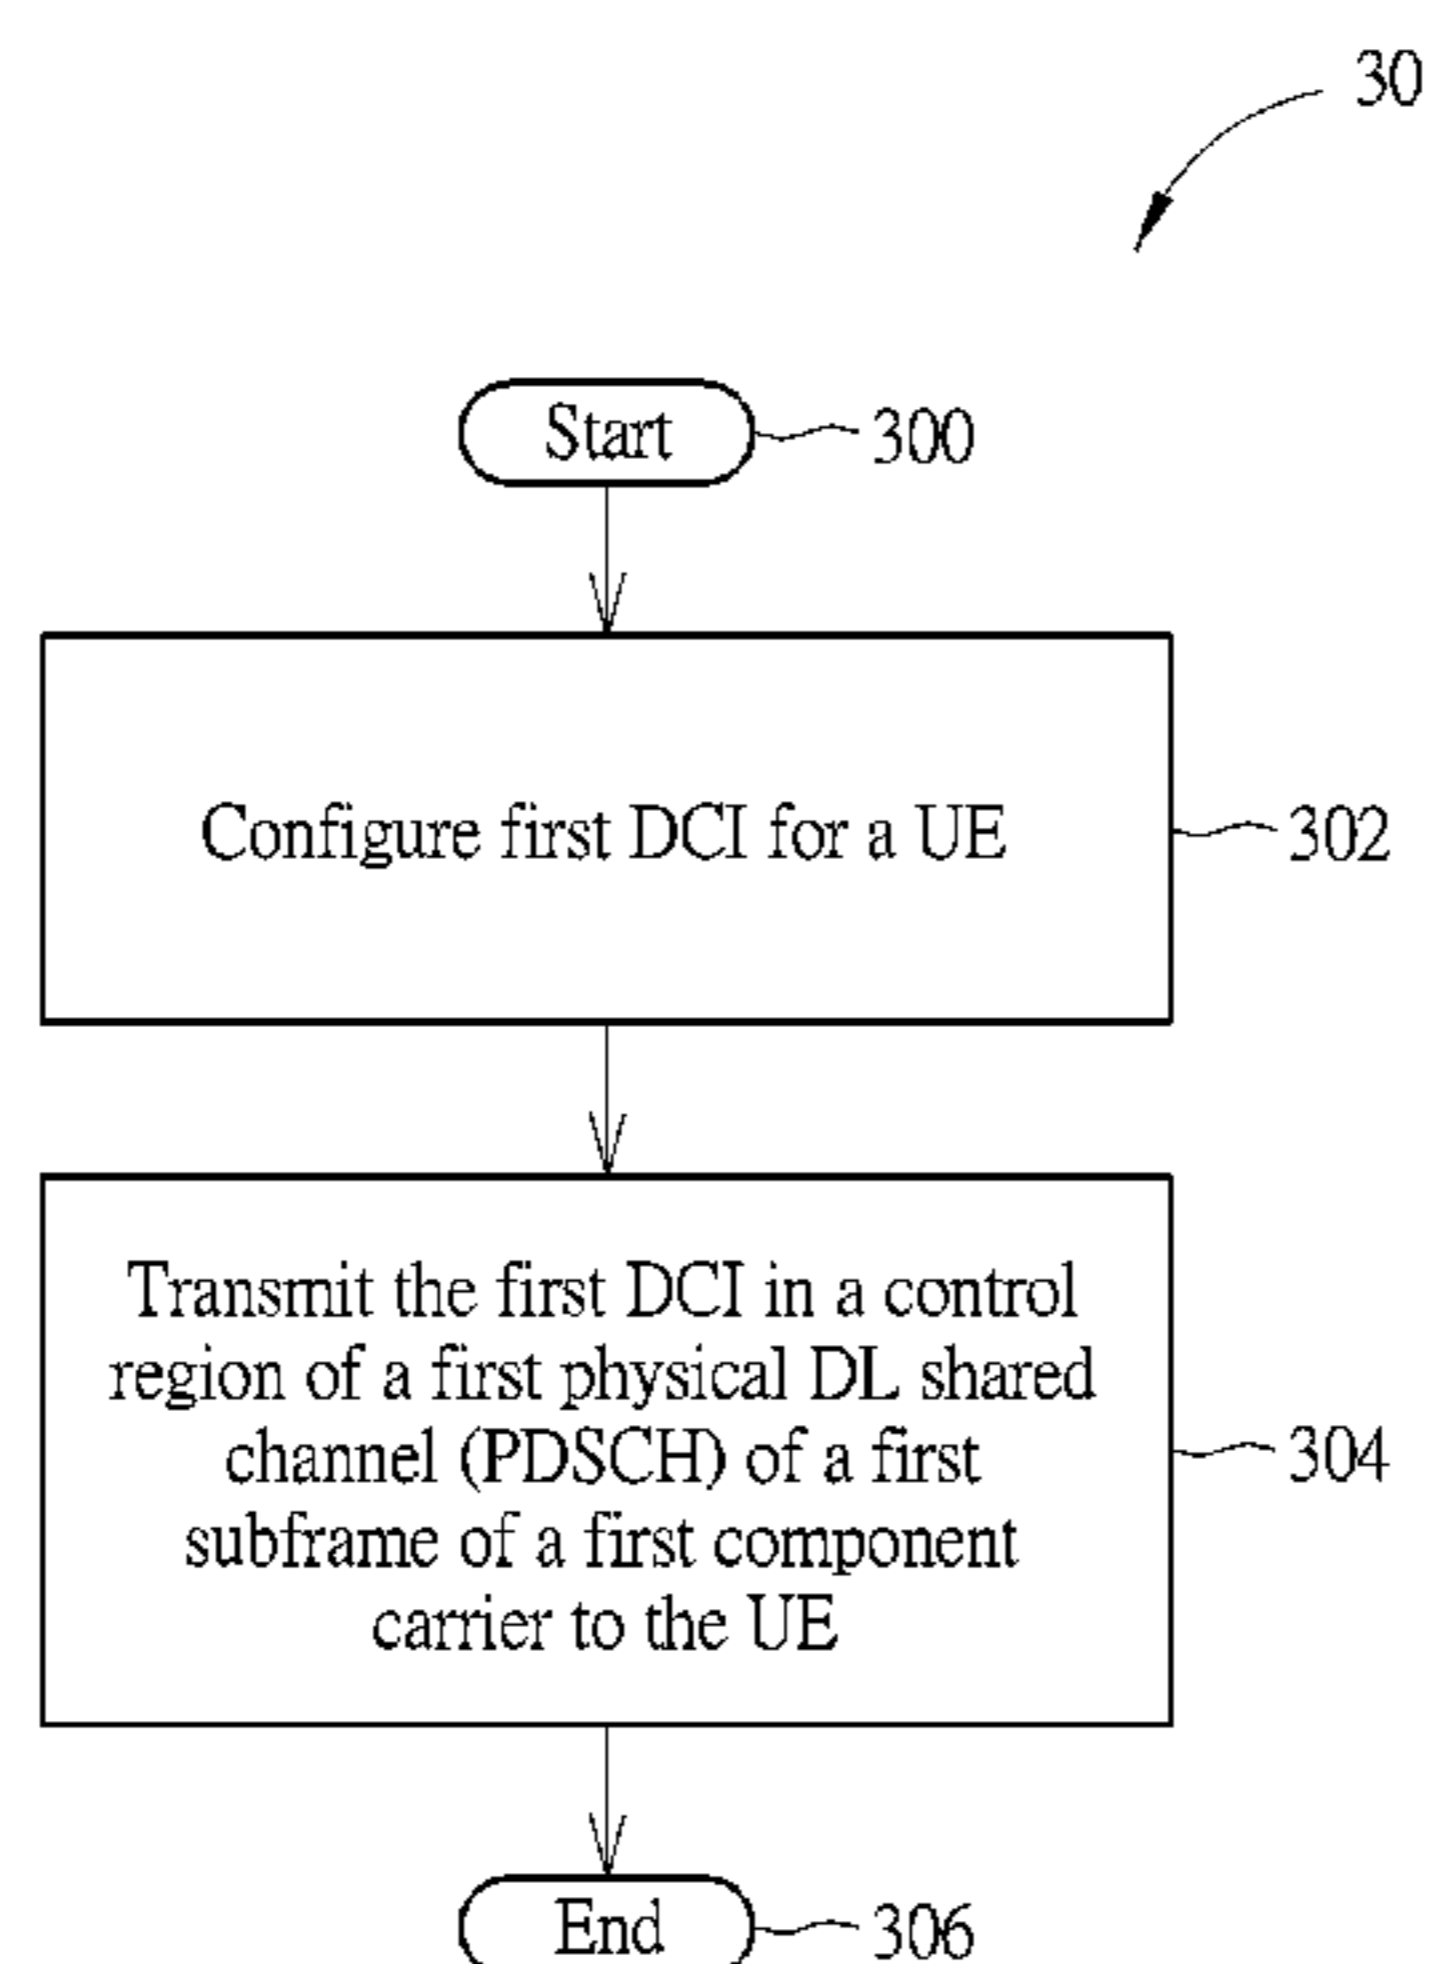 30
Start
300
Configure first DCI for a UE
302
Transmit the first DCI in a control
region of a first physical DL shared
channel (PDSCH) of a first
subframe of a first component
carrier to the UE
304
End
306